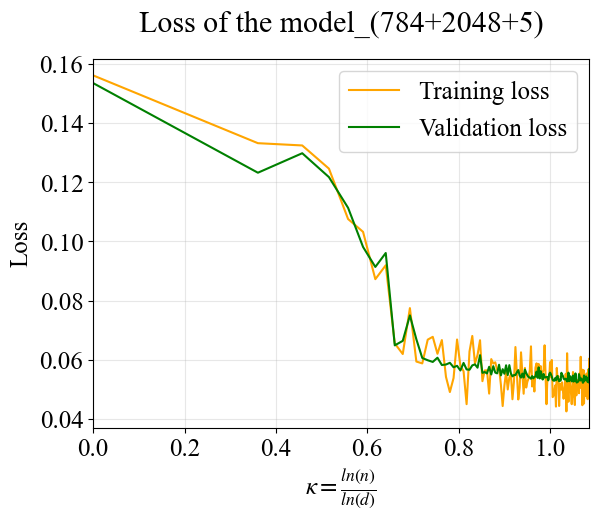 Loss of the model_(784+2048+5)
0.16
0.14
0.12
0.10
0.08
0.06
0.04
Loss
Training loss
Validation loss
0.0 0.2 0.4 0.6 0.8 1.0
κ = ln(n)/ln(d)